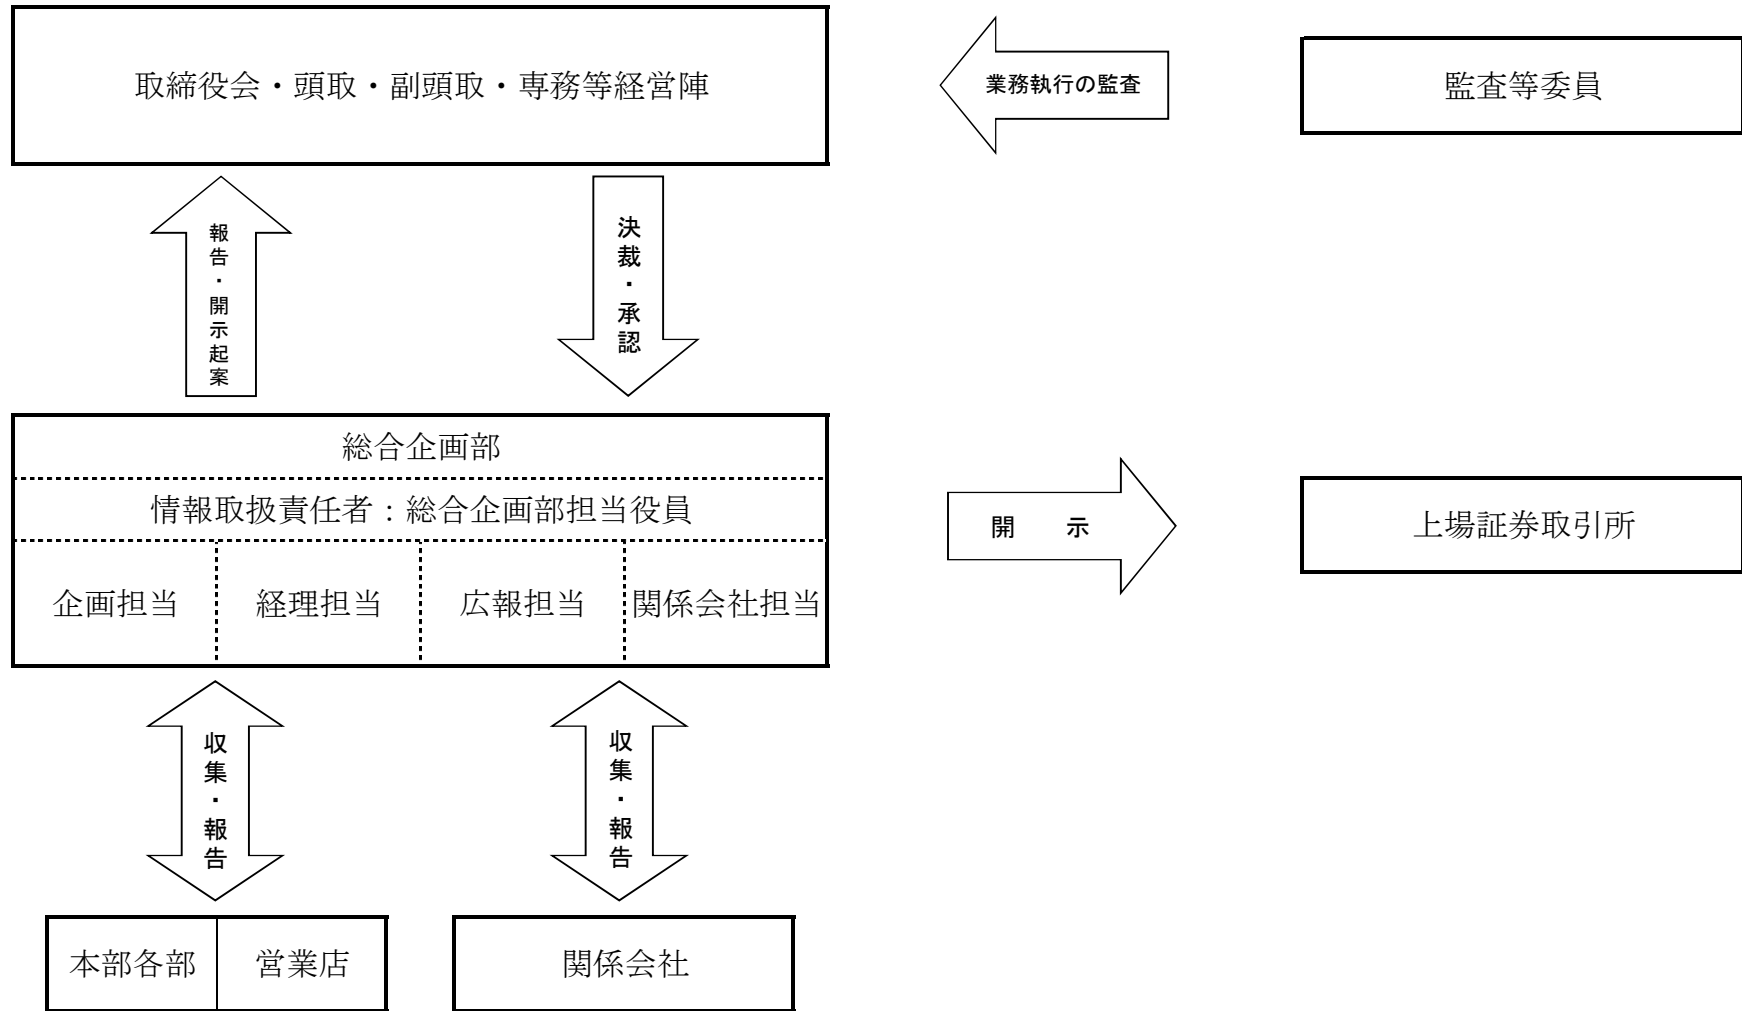 取締役会・頭取・副頭取・専務等経営陣
業務執行の監査
監査等委員
報告・開示起案
決裁・承認
総合企画部
情報取扱責任者：総合企画部担当役員
企画担当
経理担当
広報担当
関係会社担当
開　示
上場証券取引所
収集・報告
収集・報告
本部各部
営業店
関係会社